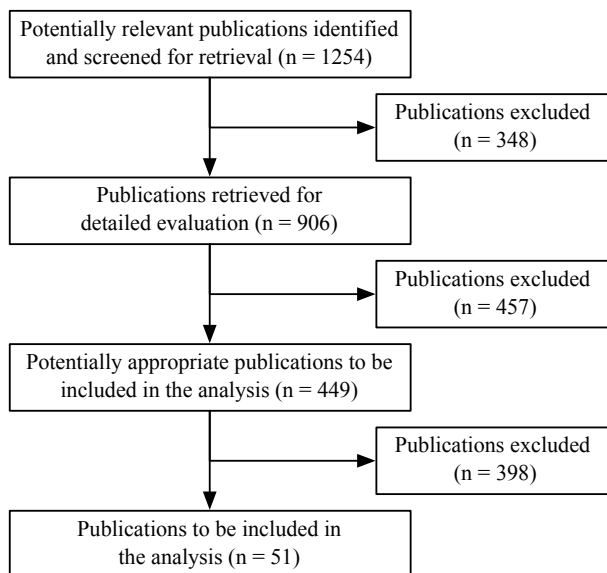 Potentially relevant publications identified
and screened for retrieval (n = 1254)
Publications excluded
(n = 348)
Publications retrieved for
detailed evaluation (n = 906)
Publications excluded
(n = 457)
Potentially appropriate publications to be
included in the analysis (n = 449)
Publications excluded
(n = 398)
Publications to be included in
the analysis (n = 51)